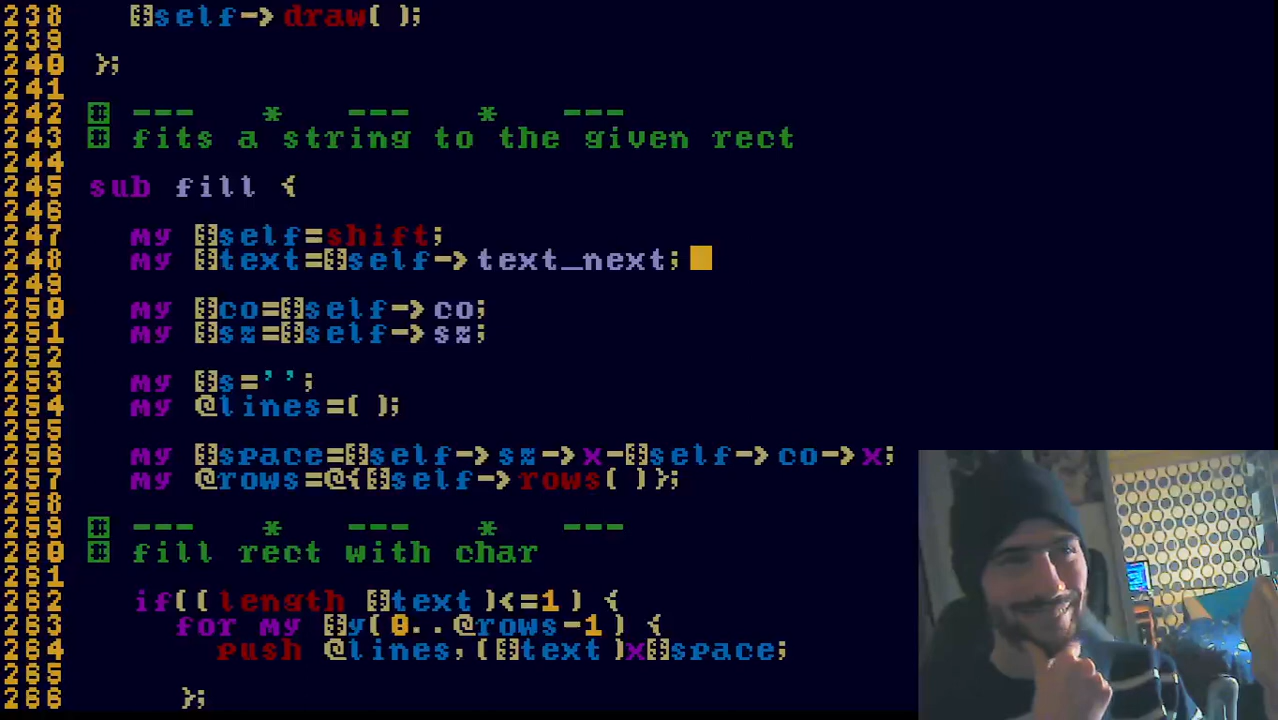 238 $self->draw( );
239
240 };
241
242 # --- * --- * ---
243 # fits a string to the given rect
244
245 sub fill {
246
247 my $self=shift;
248 my $text=$self->text_next;
249
250 my $co=$self->co;
251 my $sz=$self->sz;
252
253 my $s='';
254 my @lines=( );
255
256 my $space=$self->sz->x-$self->co->x;
257 my @rows=@{$self->rows( )};
258
259 # --- * --- * ---
260 # fill rect with char
261
262 if((length $text)<=1) {
263 for my $y(0..@rows-1) {
264 push @lines,($text)x$space;
265
266 };